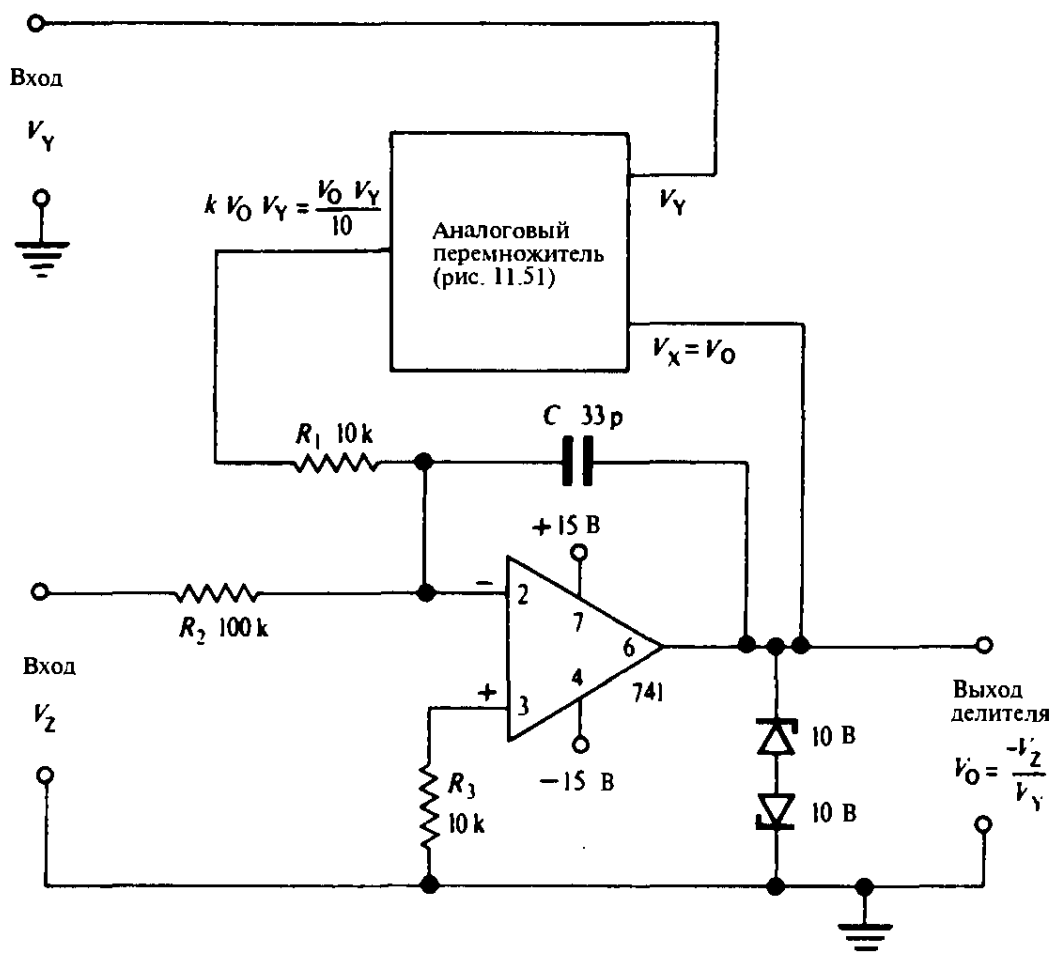 Вход
V_Y
k V_O V_Y = V_O V_Y / 10
Аналоговый
перемножитель
(рис. 11.51)
V_Y
V_X = V_O
R_1 10 k
C 33 p
+15 В
R_2 100 k
− 2
7
6
4
741
+ 3
−15 В
R_3
10 k
Вход
V_Z
10 В
10 В
Выход
делителя
V_O = -V_Z / V_Y